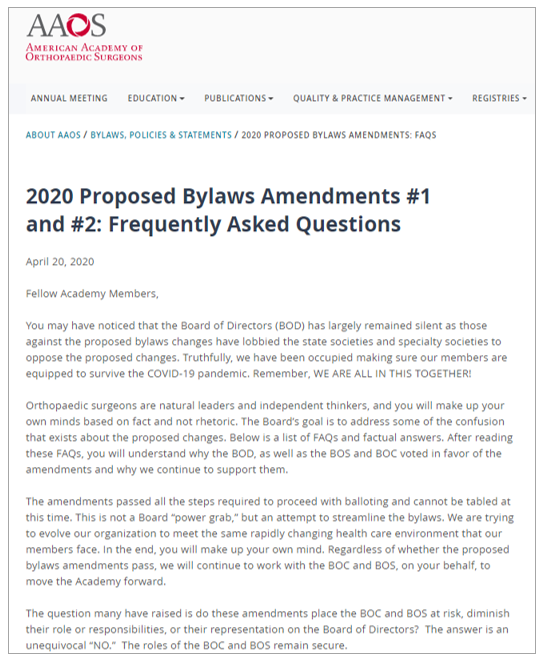 AAOS
AMERICAN ACADEMY OF
ORTHOPAEDIC SURGEONS
ANNUAL MEETING EDUCATION PUBLICATIONS QUALITY & PRACTICE MANAGEMENT REGISTRIES
ABOUT AAOS / BYLAWS, POLICIES & STATEMENTS / 2020 PROPOSED BYLAWS AMENDMENTS: FAQS
2020 Proposed Bylaws Amendments #1
and #2: Frequently Asked Questions
April 20, 2020
Fellow Academy Members,
You may have noticed that the Board of Directors (BOD) has largely remained silent as those
against the proposed bylaws changes have lobbied the state societies and specialty societies to
oppose the proposed changes. Truthfully, we have been occupied making sure our members are
equipped to survive the COVID-19 pandemic. Remember, WE ARE ALL IN THIS TOGETHER!
Orthopaedic surgeons are natural leaders and independent thinkers, and you will make up your
own minds based on fact and not rhetoric. The Board's goal is to address some of the confusion
that exists about the proposed changes. Below is a list of FAQs and factual answers. After reading
these FAQs, you will understand why the BOD, as well as the BOS and BOC voted in favor of the
amendments and why we continue to support them.
The amendments passed all the steps required to proceed with balloting and cannot be tabled at
this time. This is not a Board “power grab,” but an attempt to streamline the bylaws. We are trying
to evolve our organization to meet the same rapidly changing health care environment that our
members face. In the end, you will make up your own mind. Regardless of whether the proposed
bylaws amendments pass, we will continue to work with the BOC and BOS, on your behalf, to
move the Academy forward.
The question many have raised is do these amendments place the BOC and BOS at risk, diminish
their role or responsibilities, or their representation on the Board of Directors?  The answer is an
unequivocal “NO.”  The roles of the BOC and BOS remain secure.